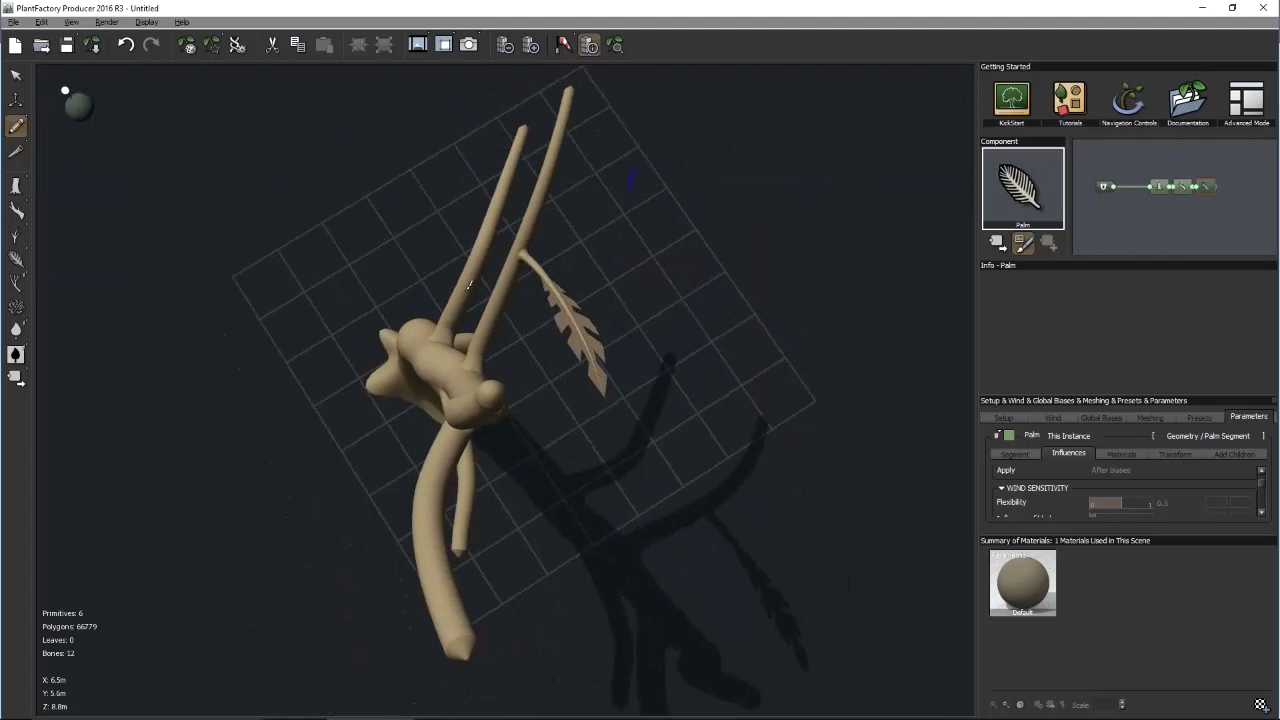 PlantFactory Producer 2016 R3 - Untitled
File Edit View Render Display Help
Getting Started
KickStart Tutorials Navigation Controls Documentation Advanced Mode
Component
Palm
Info - Palm
Setup & Wind & Global Biases & Meshing & Presets & Parameters
Setup Wind Global Biases Meshing Presets Parameters
Palm This Instance [ Geometry / Palm Segment ]
Segment Influences Materials Transform Add Children
Apply After biases
WIND SENSITIVITY
Flexibility 0 1 0.5
Summary of Materials: 1 Materials Used in This Scene
Default
Primitives: 6
Polygons: 66779
Leaves: 0
Bones: 12
X: 6.5m
Y: 5.6m
Z: 8.8m
Scale